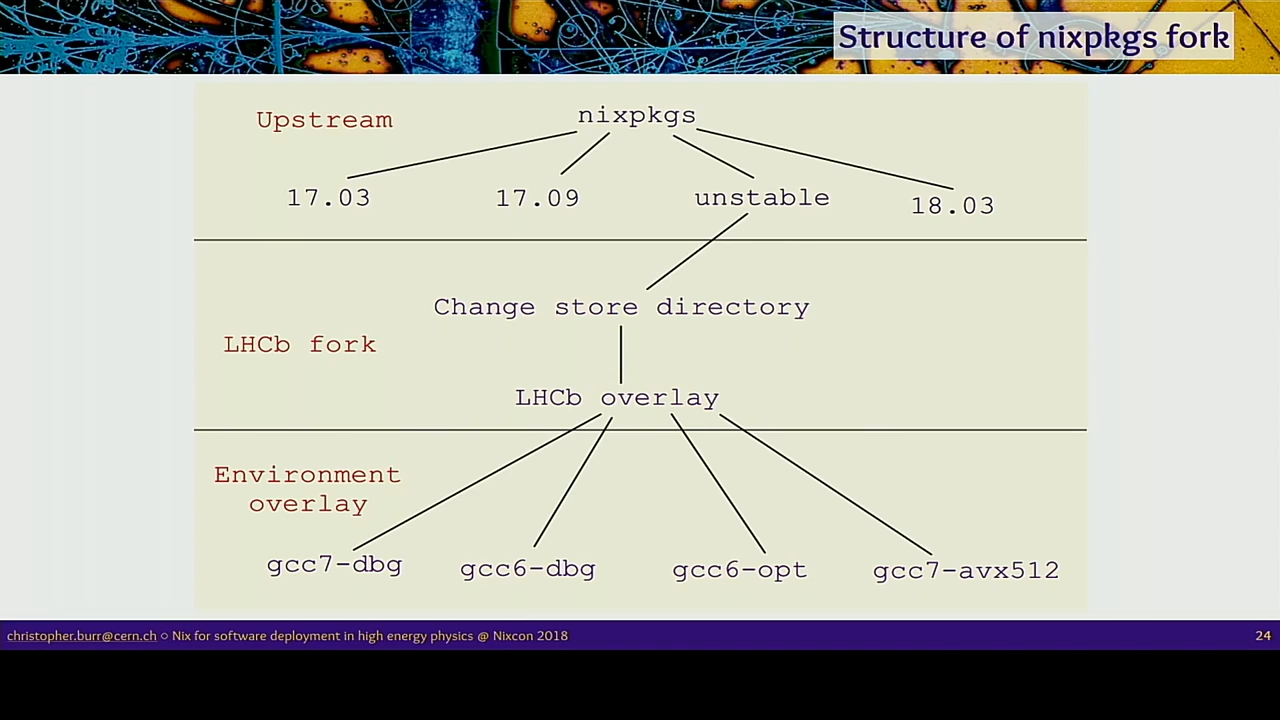 Structure of nixpkgs fork
Upstream
nixpkgs
17.03
17.09
unstable
18.03
Change store directory
LHCb fork
LHCb overlay
Environment
overlay
gcc7-dbg
gcc6-dbg
gcc6-opt
gcc7-avx512
christopher.burr@cern.ch ○ Nix for software deployment in high energy physics @ Nixcon 2018
24